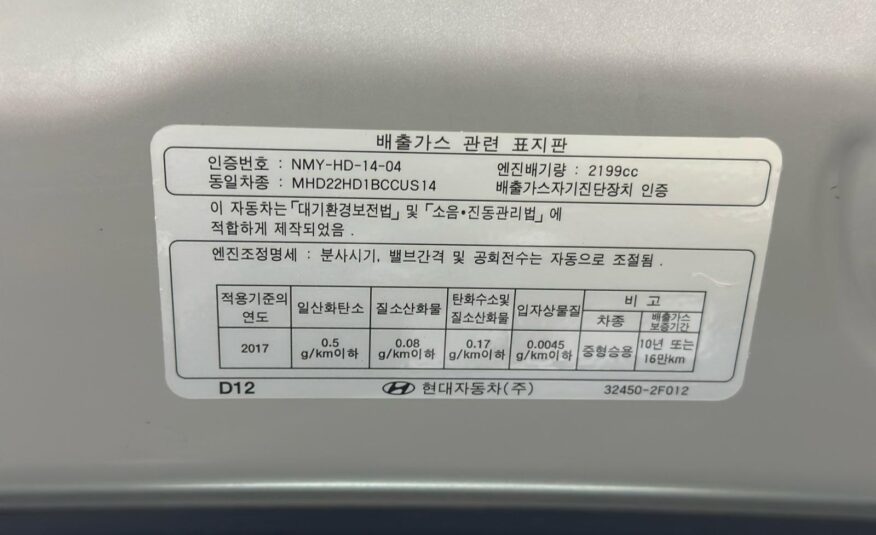 배출가스 관련 표지판
인증번호 : NMY-HD-14-04 엔진배기량 : 2199cc
동일차종 : MHD22HD1BCCUS14 배출가스자기진단장치 인증
이 자동차는「대기환경보전법」및「소음•진동관리법」에
적합하게 제작되었음 .
엔진조정명세 : 분사시기, 밸브간격 및 공회전수는 자동으로 조절됨 .
적용기준의 연도 일산화탄소 질소산화물 탄화수소및 질소산화물 입자상물질 비 고
차종 배출가스 보증기간
2017 0.5 g/km이하 0.08 g/km이하 0.17 g/km이하 0.0045 g/km이하 중형승용 10년 또는 16만km
D12 현대자동차(주) 32450-2F012